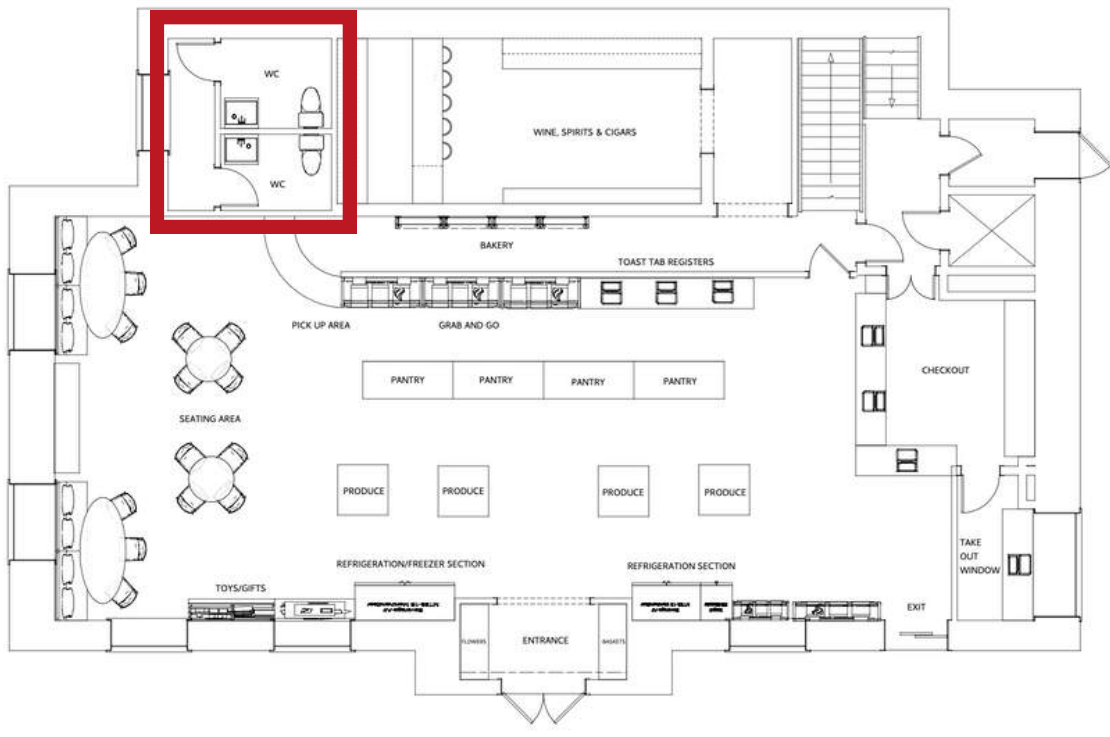 WC
WC
WINE, SPIRITS & CIGARS
BAKERY
TOAST TAB REGISTERS
PICK UP AREA
GRAB AND GO
PANTRY
PANTRY
PANTRY
PANTRY
CHECKOUT
SEATING AREA
PRODUCE
PRODUCE
PRODUCE
PRODUCE
TAKE
OUT
WINDOW
REFRIGERATION/FREEZER SECTION
REFRIGERATION SECTION
TOYS/GIFTS
EXIT
FLOWERS
ENTRANCE
BASKETS